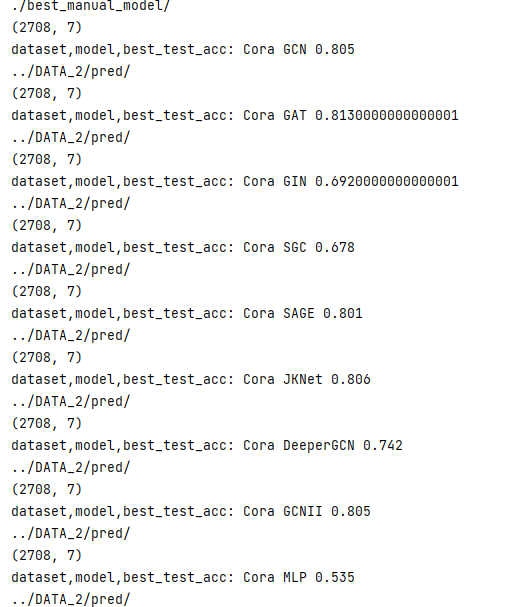 ./best_manual_model/
(2708, 7)
dataset,model,best_test_acc: Cora GCN 0.805
../DATA_2/pred/
(2708, 7)
dataset,model,best_test_acc: Cora GAT 0.8130000000000001
../DATA_2/pred/
(2708, 7)
dataset,model,best_test_acc: Cora GIN 0.6920000000000001
../DATA_2/pred/
(2708, 7)
dataset,model,best_test_acc: Cora SGC 0.678
../DATA_2/pred/
(2708, 7)
dataset,model,best_test_acc: Cora SAGE 0.801
../DATA_2/pred/
(2708, 7)
dataset,model,best_test_acc: Cora JKNet 0.806
../DATA_2/pred/
(2708, 7)
dataset,model,best_test_acc: Cora DeeperGCN 0.742
../DATA_2/pred/
(2708, 7)
dataset,model,best_test_acc: Cora GCNII 0.805
../DATA_2/pred/
(2708, 7)
dataset,model,best_test_acc: Cora MLP 0.535
../DATA_2/pred/